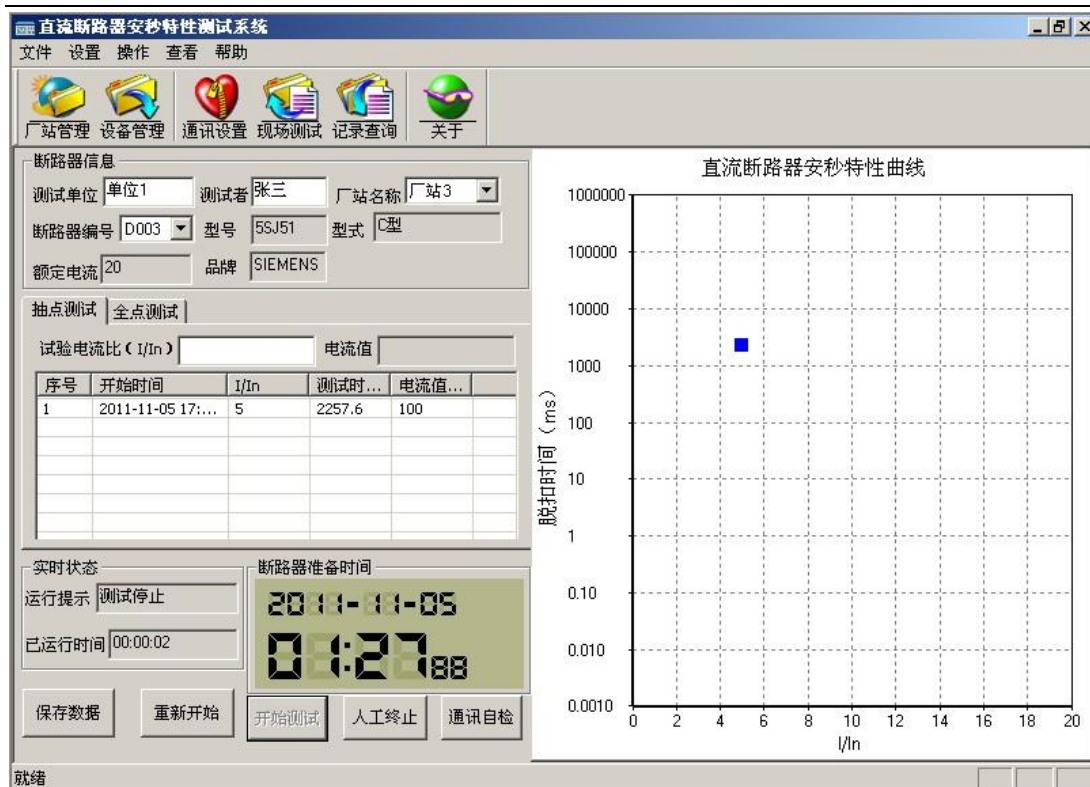 直流断路器安秒特性测试系统
文件 设置 操作 查看 帮助
厂站管理 设备管理 通讯设置 现场测试 记录查询 关于
断路器信息
测试单位 单位1 测试者 张三 厂站名称 厂站3
断路器编号 D003 型号 5SJ51 型式 C型
额定电流 20 品牌 SIEMENS
抽点测试 全点测试
试验电流比(I/In) 电流值
序号 开始时间 I/In 测试时... 电流值...
1 2011-11-05 17:... 5 2257.6 100
实时状态
运行提示 测试停止
已运行时间 00:00:02
断路器准备时间
2011-11-05
01:27 88
保存数据 重新开始 开始测试 人工终止 通讯自检
就绪
直流断路器安秒特性曲线
脱扣时间(ms)
1000000
100000
10000
1000
100
10
1
0.10
0.010
0.0010
0 2 4 6 8 10 12 14 16 18 20
I/In